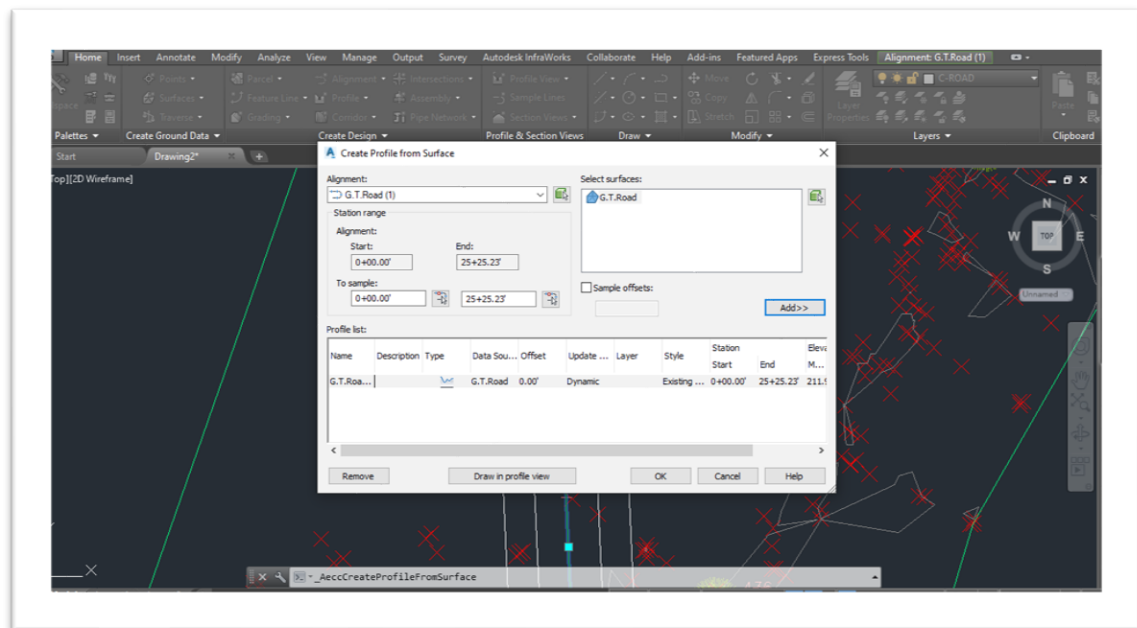 Home Insert Annotate Modify Analyze View Manage Output Survey Autodesk InfraWorks Collaborate Help Add-ins Featured Apps Express Tools Alignment: G.T.Road (1)
Points Parcel Alignment Intersections Profile View Move C-ROAD
Surfaces Feature Line Profile Assembly Sample Lines Copy Layer Paste
Traverse Grading Corridor Pipe Network Section Views Stretch Properties
Palettes Create Ground Data Create Design Profile & Section Views Draw Modify Layers Clipboard
Start Drawing2* +
Top][2D Wireframe]
Create Profile from Surface
Alignment: Select surfaces:
G.T.Road (1) G.T.Road
Station range
Alignment:
Start: End:
0+00.00' 25+25.23'
To sample:
0+00.00' 25+25.23'
Sample offsets:
Add>>
Profile list:
Name Description Type Data Sou... Offset Update ... Layer Style Station Start End Eleva M...
G.T.Roa... G.T.Road 0.00' Dynamic Existing ... 0+00.00' 25+25.23' 211.9
Remove Draw in profile view OK Cancel Help
N
W TOP E
S
Unnamed
_AeccCreateProfileFromSurface